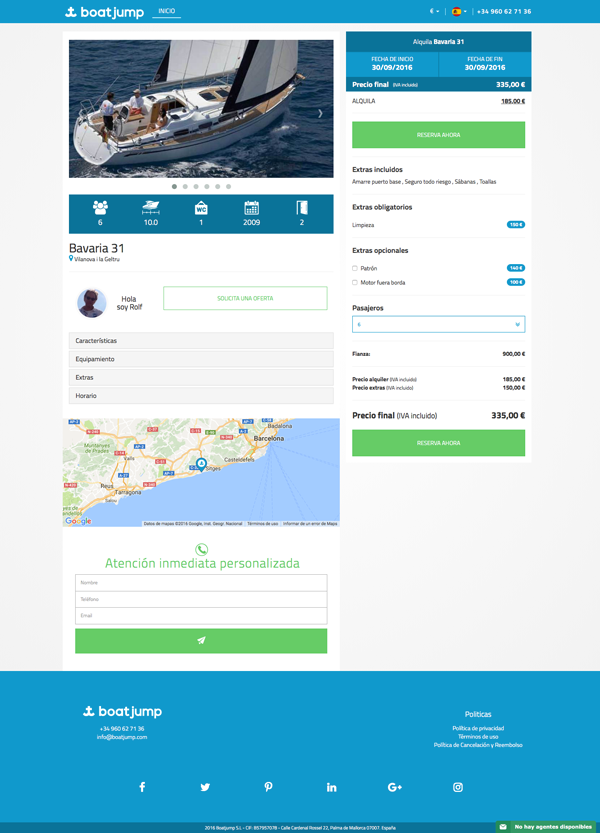 boatjump
INICIO
€
+34 960 62 71 36
WC
6
10.0
1
2009
2
Bavaria 31
Vilanova i la Geltru
Hola
soy Rolf
SOLICITA UNA OFERTA
Características
Equipamiento
Extras
Horario
Badalona
Barcelona
Casteldefels
Sitges
Muntanyes
de Prades
Valls
Reus
Tarragona
Salou
Google
Datos de mapas ©2016 Google, Inst. Geogr. Nacional
Términos de uso
Informar de un error de Maps
Atención inmediata personalizada
Nombre
Teléfono
Email
Alquila Bavaria 31
FECHA DE INICIO
30/09/2016
FECHA DE FIN
30/09/2016
Precio final (IVA incluido) 335,00 €
ALQUILA 185,00 €
RESERVA AHORA
Extras incluidos
Amarre puerto base , Seguro todo riesgo , Sábanas , Toallas
Extras obligatorios
Limpieza 150 €
Extras opcionales
Patrón 140 €
Motor fuera borda 100 €
Pasajeros
6
Fianza: 900,00 €
Precio alquiler (IVA incluido) 185,00 €
Precio extras (IVA incluido) 150,00 €
Precio final (IVA incluido) 335,00 €
RESERVA AHORA
boatjump
+34 960 62 71 36
info@boatjump.com
Politicas
Política de privacidad
Términos de uso
Política de Cancelación y Reembolso
2016 Boatjump S.L - CIF: B57957078 - Calle Cardenal Rossel 22, Palma de Mallorca 07007. España
No hay agentes disponibles